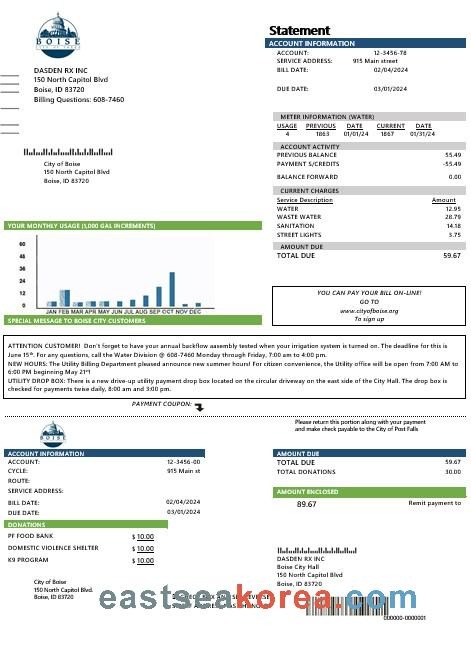 BOISE
Statement
ACCOUNT INFORMATION
ACCOUNT: 12-3456-78
SERVICE ADDRESS: 915 Main street
BILL DATE: 02/04/2024
DUE DATE: 03/01/2024
DASDEN RX INC
150 North Capitol Blvd
Boise, ID 83720
Billing Questions: 608-7460
METER INFORMATION (WATER)
USAGE PREVIOUS DATE CURRENT DATE
4 1863 01/01/24 1867 01/31/24
City of Boise
150 North Capitol Blvd
Boise, ID 83720
ACCOUNT ACTIVITY
PREVIOUS BALANCE 55.49
PAYMENT S/CREDITS -55.49
BALANCE FORWARD 0.00
CURRENT CHARGES
Service Description Amount
WATER 12.95
WASTE WATER 28.79
SANITATION 14.18
STREET LIGHTS 3.75
AMOUNT DUE
TOTAL DUE 59.67
YOUR MONTHLY USAGE (1,000 GAL INCREMENTS)
60
48
36
24
12
0
JAN FEB MAR APR MAY JUN JUL AUG SEP OCT NOV DEC
YOU CAN PAY YOUR BILL ON-LINE!
GO TO
www.cityofboise.org
To sign up
SPECIAL MESSAGE TO BOISE CITY CUSTOMERS
ATTENTION CUSTOMER! Don't forget to have your annual backflow assembly tested when your irrigation system is turned on. The deadline for this is
June 15th. For any questions, call the Water Division @ 608-7460 Monday through Friday, 7:00 am to 4:00 pm.
NEW HOURS: The Utility Billing Department pleased announce new summer hours! For citizen convenience, the Utility office will be open from 7:00 AM to
6:00 PM beginning May 21st!
UTILITY DROP BOX: There is a new drive-up utility payment drop box located on the circular driveway on the east side of the City Hall. The drop box is
checked for payments twice daily, 8:00 am and 3:00 pm.
PAYMENT COUPON:
BOISE
Please return this portion along with your payment
and make check payable to the City of Post Falls
ACCOUNT INFORMATION
ACCOUNT: 12-3456-00
CYCLE: 915 Main st
ROUTE:
SERVICE ADDRESS:
BILL DATE: 02/04/2024
DUE DATE: 03/01/2024
AMOUNT DUE
TOTAL DUE 59.67
TOTAL DONATIONS 30.00
AMOUNT ENCLOSED
89.67 Remit payment to
DONATIONS
PF FOOD BANK $ 10.00
DOMESTIC VIOLENCE SHELTER $ 10.00
K9 PROGRAM $ 10.00
BOISE CITY OF
Boise City Hall
150 North Capitol Blvd
Boise, ID 83720
City of Boise
150 North Capitol Blvd.
Boise, ID 83720
eastseakorea.com
000000-0000001